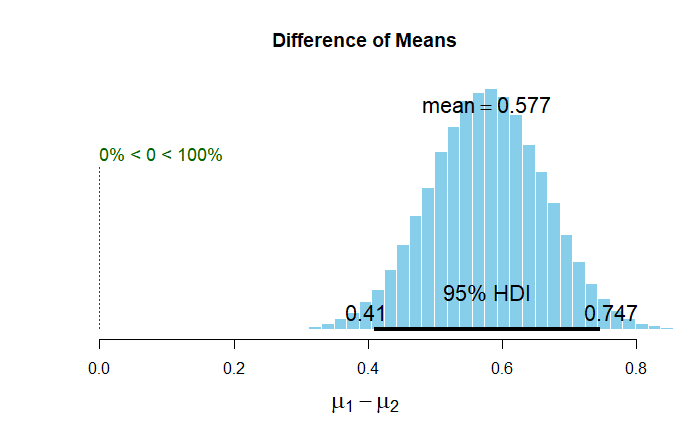 Difference of Means
mean = 0.577
0% < 0 < 100%
95% HDI
0.41 0.747
0.0 0.2 0.4 0.6 0.8
μ₁ − μ₂